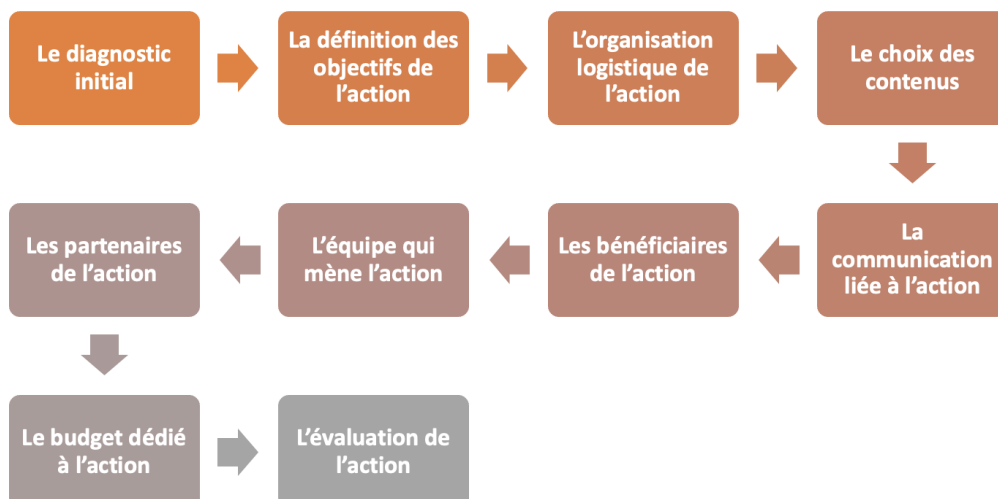 Le diagnostic
initial
La définition des
objectifs de
l'action
L'organisation
logistique de
l'action
Le choix des
contenus
La
communication
liée à l'action
Les bénéficiaires
de l'action
L'équipe qui
mène l'action
Les partenaires
de l'action
Le budget dédié
à l'action
L'évaluation de
l'action